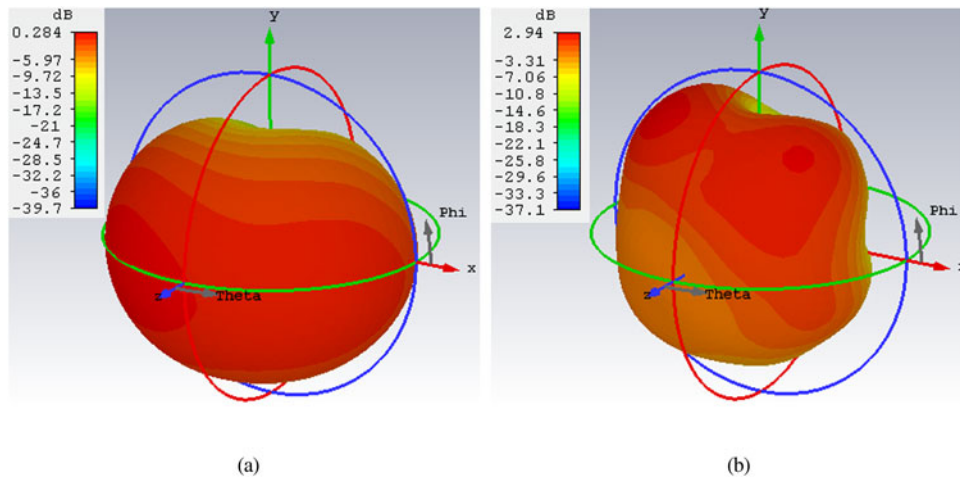 dB
0.284
-5.97
-9.72
-13.5
-17.2
-21
-24.7
-28.5
-32.2
-36
-39.7
y
Phi
x
z
Theta
(a)
dB
2.94
-3.31
-7.06
-10.8
-14.3
-18.3
-22.1
-25.8
-29.6
-33.3
-37.1
y
Phi
x
z
Theta
(b)